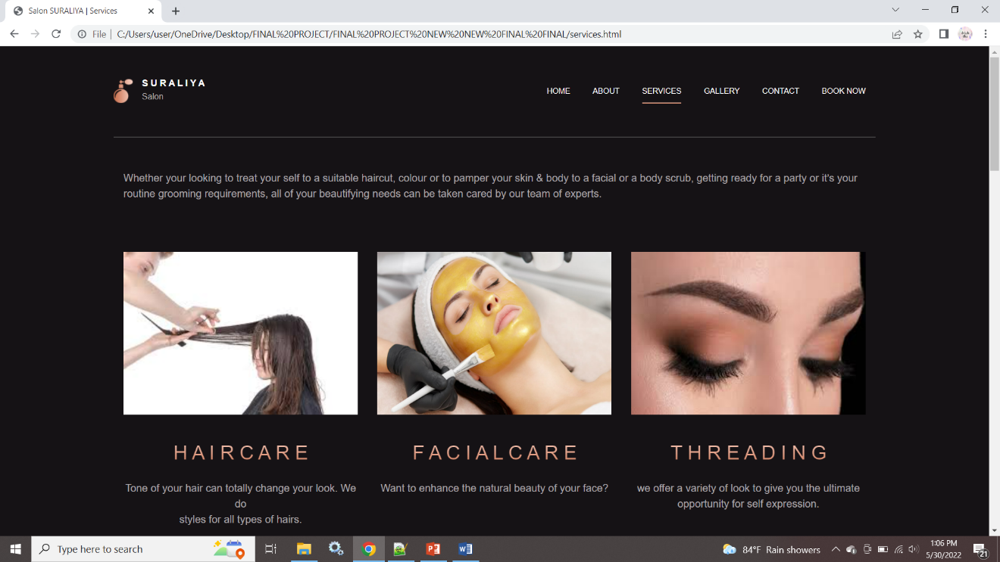 Salon SURALIYA | Services
File
C:/Users/user/OneDrive/Desktop/FINAL%20PROJECT/FINAL%20PROJECT%20NEW%20NEW%20FINAL%20FINAL/services.html
SURALIYA
Salon
HOME ABOUT SERVICES GALLERY CONTACT BOOK NOW
Whether your looking to treat your self to a suitable haircut, colour or to pamper your skin & body to a facial or a body scrub, getting ready for a party or it's your
routine grooming requirements, all of your beautifying needs can be taken cared by our team of experts.
HAIRCARE
Tone of your hair can totally change your look. We
do
styles for all types of hairs.
FACIALCARE
Want to enhance the natural beauty of your face?
THREADING
we offer a variety of look to give you the ultimate
opportunity for self expression.
Type here to search
84°F Rain showers
1:06 PM
5/30/2022
21